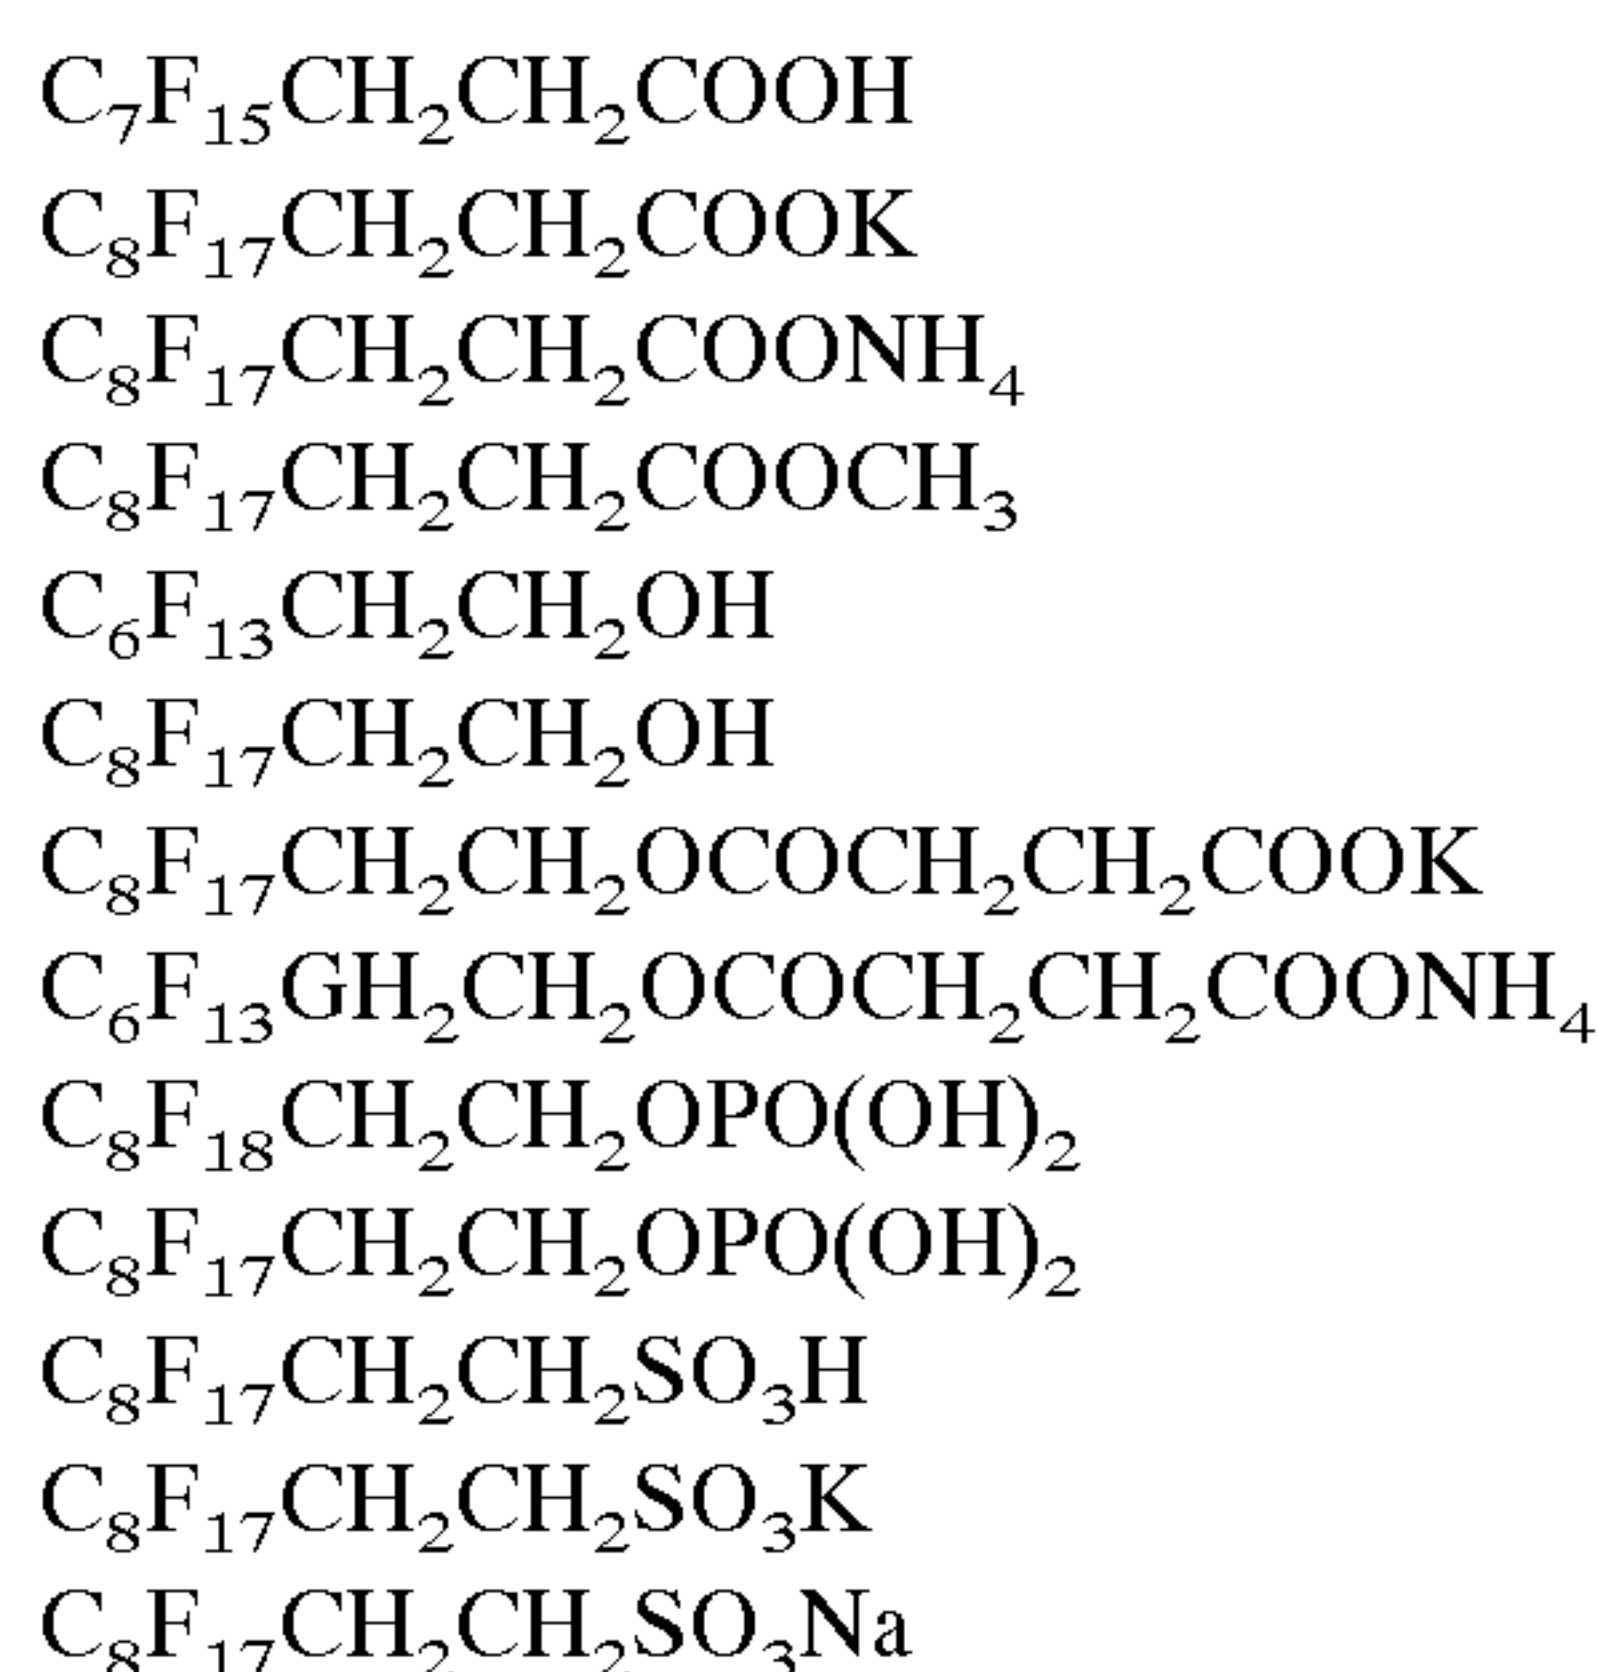 C₇F₁₅CH₂CH₂COOH
C₈F₁₇CH₂CH₂COOK
C₈F₁₇CH₂CH₂COONH₄
C₈F₁₇CH₂CH₂COOCH₃
C₆F₁₃CH₂CH₂OH
C₈F₁₇CH₂CH₂OH
C₈F₁₇CH₂CH₂OCOCH₂CH₂COOK
C₆F₁₃GH₂CH₂OCOCH₂CH₂COONH₄
C₈F₁₈CH₂CH₂OPO(OH)₂
C₈F₁₇CH₂CH₂OPO(OH)₂
C₈F₁₇CH₂CH₂SO₃H
C₈F₁₇CH₂CH₂SO₃K
C₈F₁₇CH₂CH₂SO₃Na